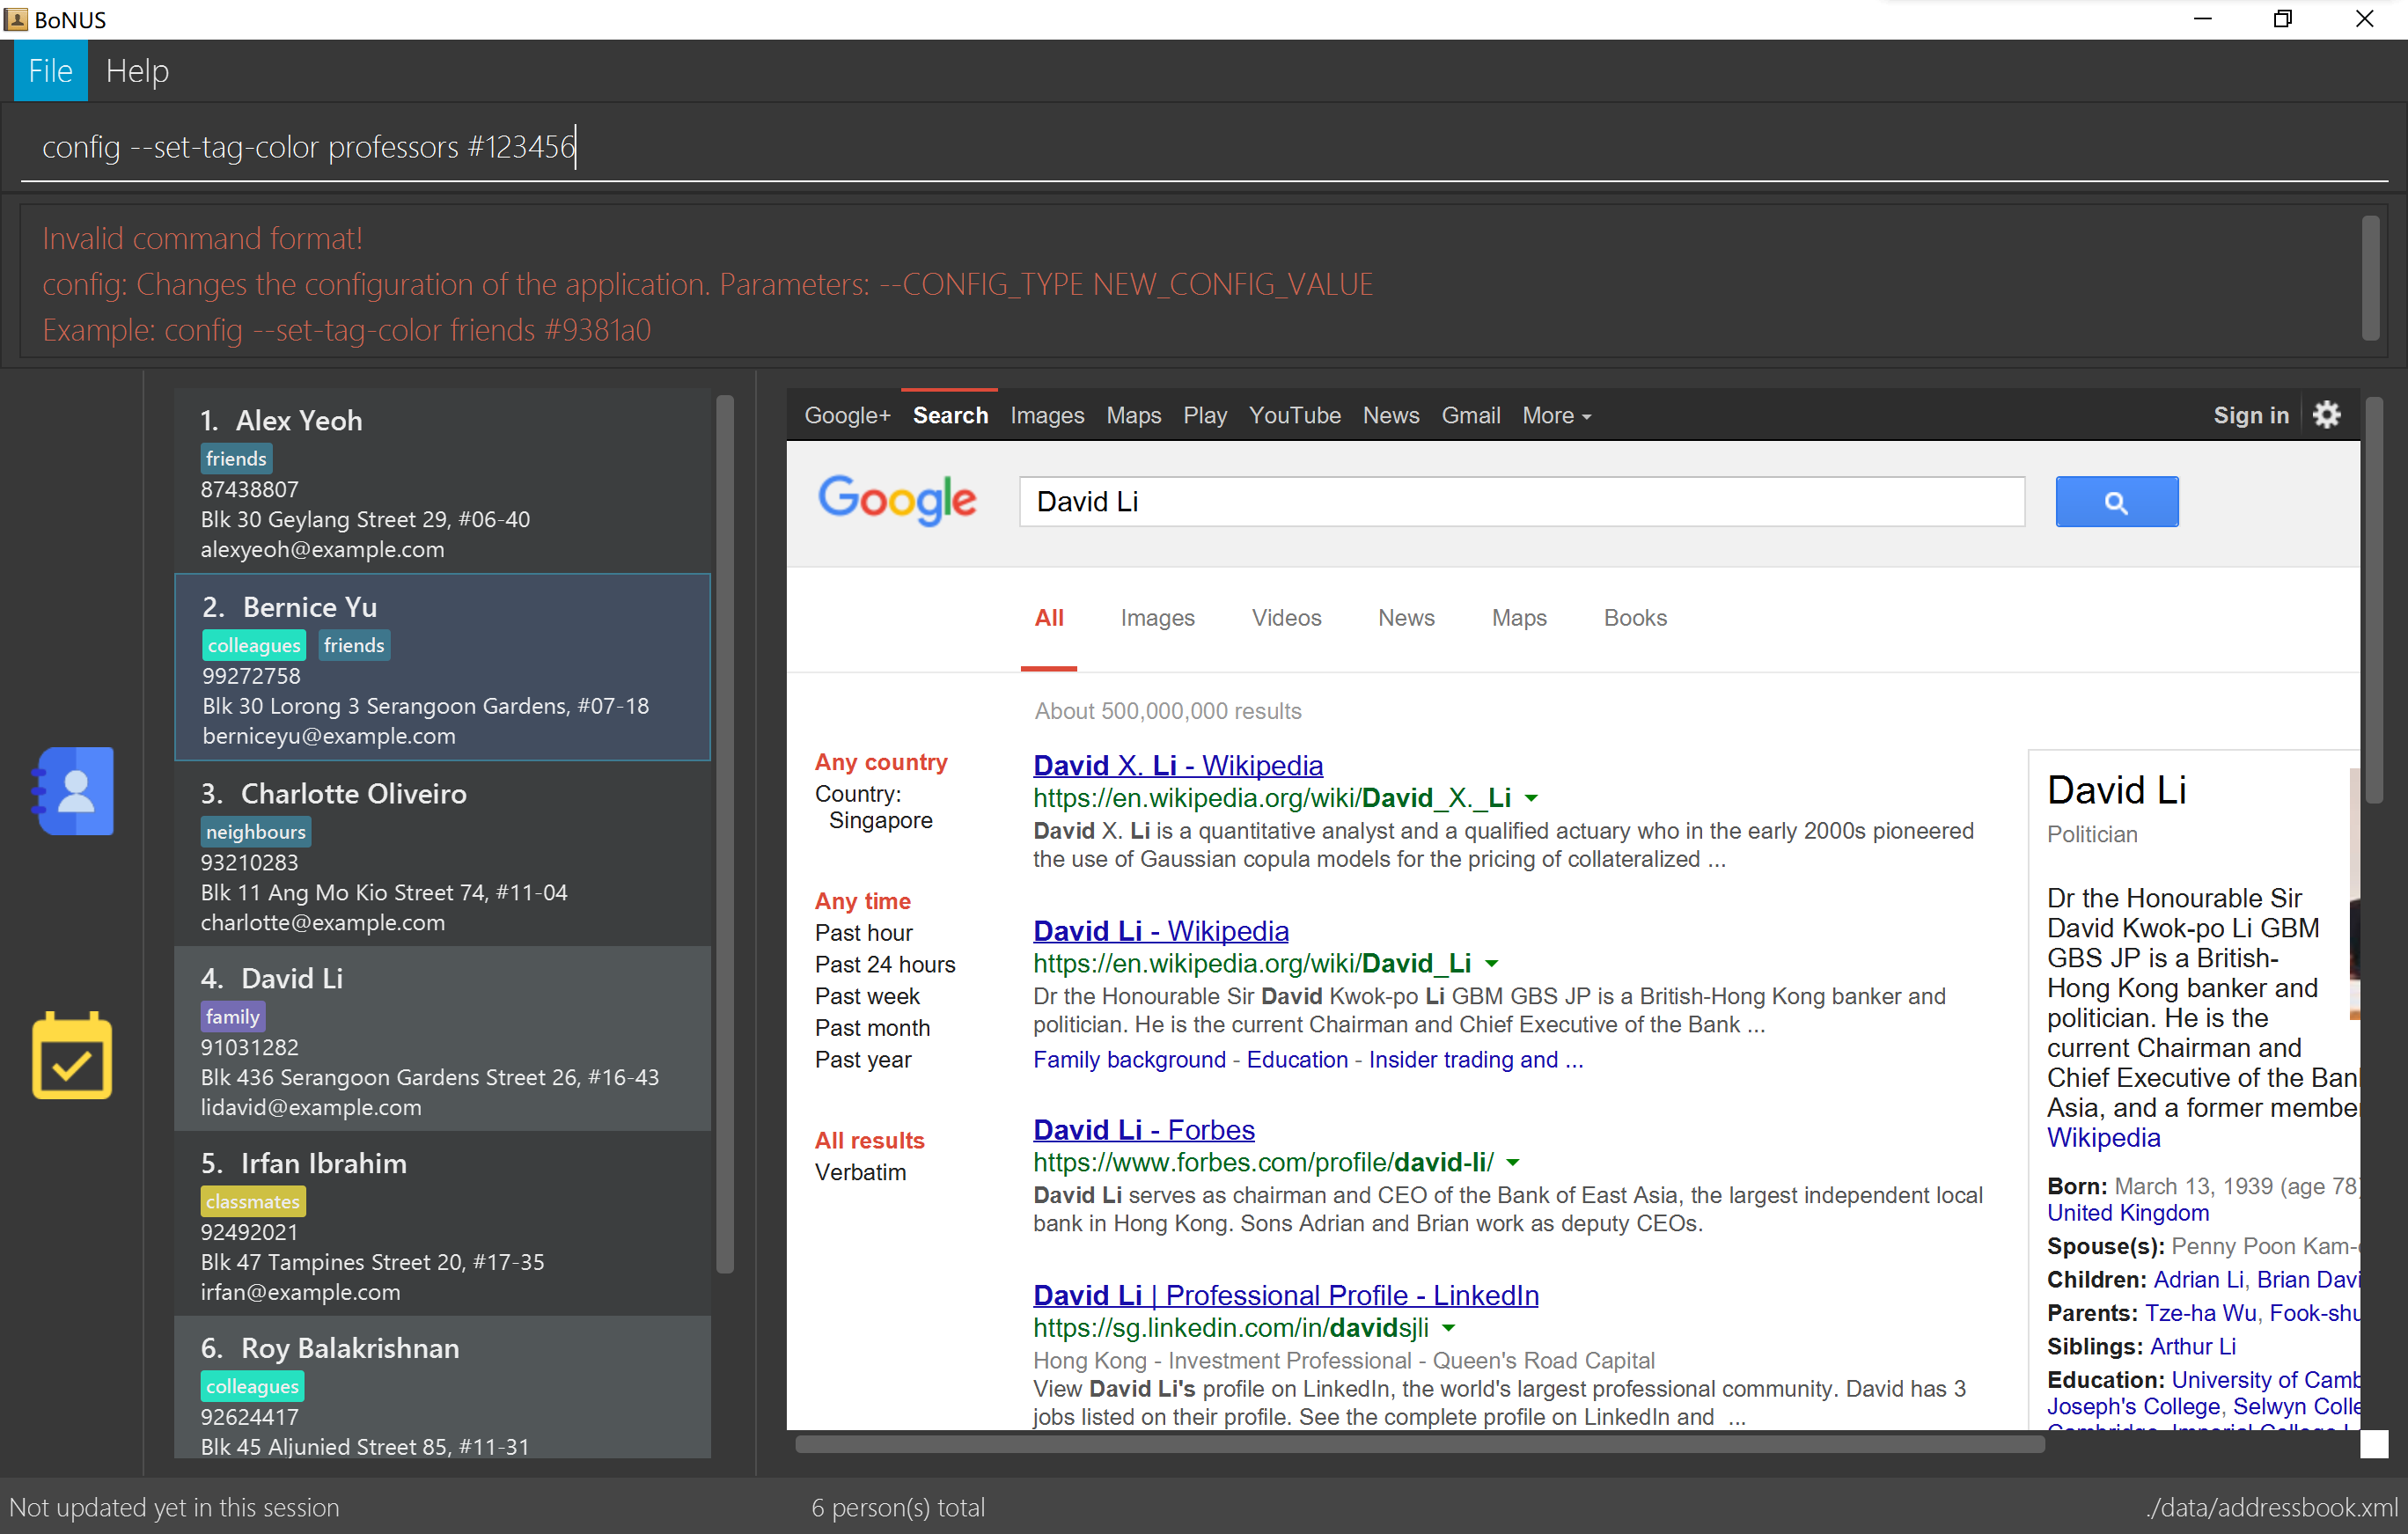 BoNUS
File Help
config --set-tag-color professors #123456
Invalid command format!
config: Changes the configuration of the application. Parameters: --CONFIG_TYPE NEW_CONFIG_VALUE
Example: config --set-tag-color friends #9381a0
1. Alex Yeoh
friends
87438807
Blk 30 Geylang Street 29, #06-40
alexyeoh@example.com
2. Bernice Yu
colleagues friends
99272758
Blk 30 Lorong 3 Serangoon Gardens, #07-18
berniceyu@example.com
3. Charlotte Oliveiro
neighbours
93210283
Blk 11 Ang Mo Kio Street 74, #11-04
charlotte@example.com
4. David Li
family
91031282
Blk 436 Serangoon Gardens Street 26, #16-43
lidavid@example.com
5. Irfan Ibrahim
classmates
92492021
Blk 47 Tampines Street 20, #17-35
irfan@example.com
6. Roy Balakrishnan
colleagues
92624417
Blk 45 Aljunied Street 85, #11-31
Google+ Search Images Maps Play YouTube News Gmail More Sign in
Google David Li
All Images Videos News Maps Books
About 500,000,000 results
Any country
Country:
Singapore
Any time
Past hour
Past 24 hours
Past week
Past month
Past year
All results
Verbatim
David X. Li - Wikipedia
https://en.wikipedia.org/wiki/David_X._Li
David X. Li is a quantitative analyst and a qualified actuary who in the early 2000s pioneered
the use of Gaussian copula models for the pricing of collateralized ...
David Li - Wikipedia
https://en.wikipedia.org/wiki/David_Li
Dr the Honourable Sir David Kwok-po Li GBM GBS JP is a British-Hong Kong banker and
politician. He is the current Chairman and Chief Executive of the Bank ...
Family background - Education - Insider trading and ...
David Li - Forbes
https://www.forbes.com/profile/david-li/
David Li serves as chairman and CEO of the Bank of East Asia, the largest independent local
bank in Hong Kong. Sons Adrian and Brian work as deputy CEOs.
David Li | Professional Profile - LinkedIn
https://sg.linkedin.com/in/davidsjli
Hong Kong - Investment Professional - Queen's Road Capital
View David Li's profile on LinkedIn, the world's largest professional community. David has 3
jobs listed on their profile. See the complete profile on LinkedIn and ...
David Li
Politician
Dr the Honourable Sir
David Kwok-po Li GBM
GBS JP is a British-
Hong Kong banker and
politician. He is the
current Chairman and
Chief Executive of the Ban
Asia, and a former membe
Wikipedia
Born: March 13, 1939 (age 78
United Kingdom
Spouse(s): Penny Poon Kam-
Children: Adrian Li, Brian Davi
Parents: Tze-ha Wu, Fook-shu
Siblings: Arthur Li
Education: University of Camb
Joseph's College, Selwyn Colle
Not updated yet in this session
6 person(s) total
./data/addressbook.xml